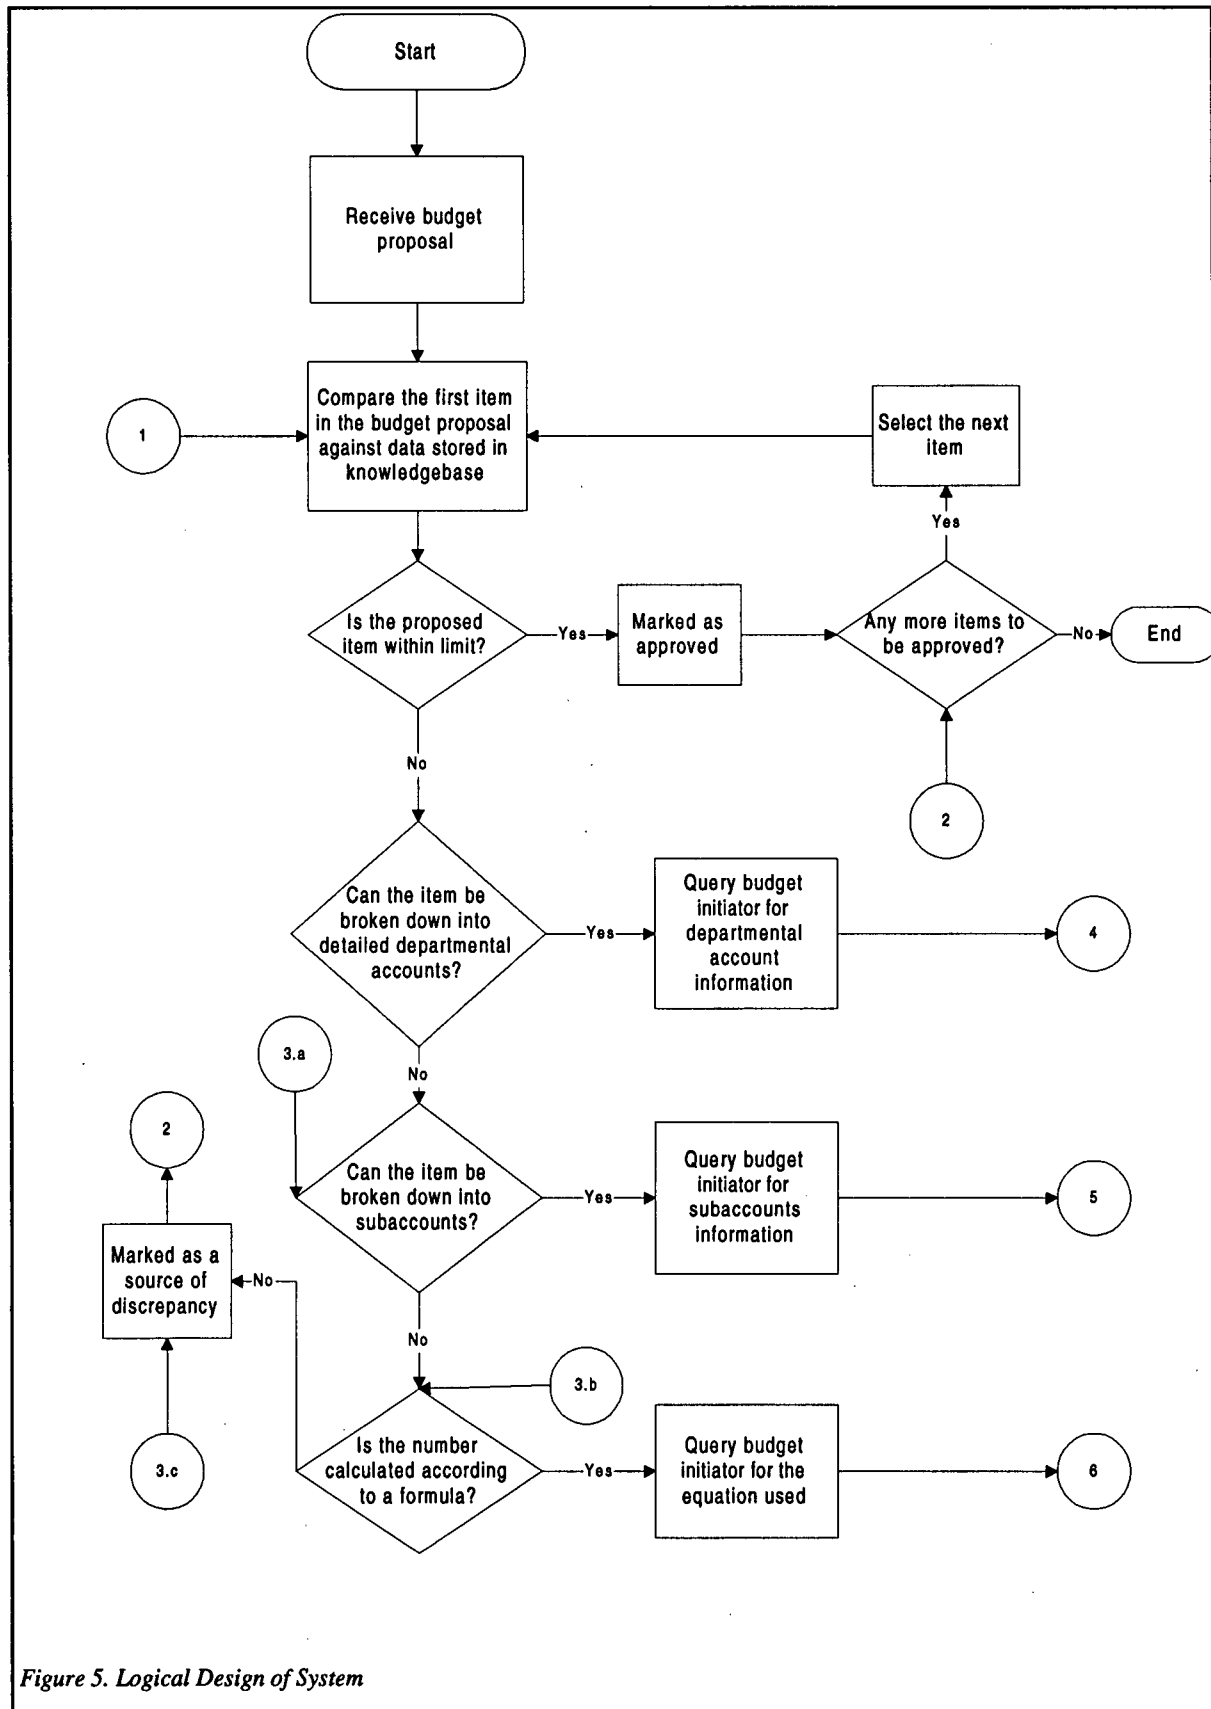 Start
Receive budget
proposal
Compare the first item
in the budget proposal
against data stored in
knowledgebase
1
Select the next
item
Yes
Is the proposed
item within limit?
Yes
Marked as
approved
Any more items to
be approved?
No
End
No
2
Can the item be
broken down into
detailed departmental
accounts?
Yes
Query budget
initiator for
departmental
account
information
4
3.a
No
2
Can the item be
broken down into
subaccounts?
Yes
Query budget
initiator for
subaccounts
information
5
Marked as a
source of
discrepancy
No
No
3.b
3.c
Is the number
calculated according
to a formula?
Yes
Query budget
initiator for the
equation used
6
Figure 5. Logical Design of System